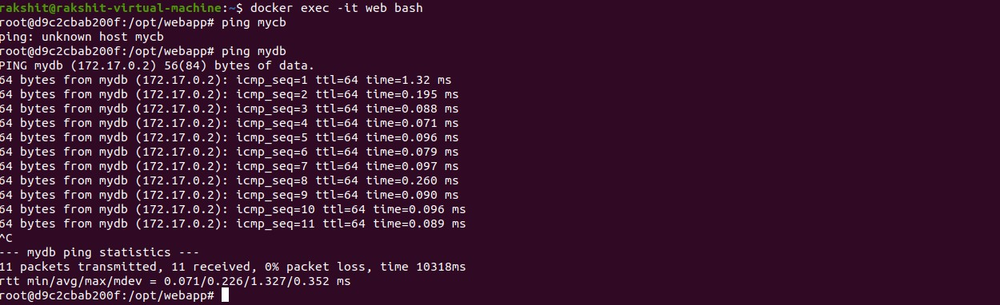 rakshit@rakshit-virtual-machine:~$ docker exec -it web bash
root@d9c2cbab200f:/opt/webapp# ping mycb
ping: unknown host mycb
root@d9c2cbab200f:/opt/webapp# ping mydb
PING mydb (172.17.0.2) 56(84) bytes of data.
64 bytes from mydb (172.17.0.2): icmp_seq=1 ttl=64 time=1.32 ms
64 bytes from mydb (172.17.0.2): icmp_seq=2 ttl=64 time=0.195 ms
64 bytes from mydb (172.17.0.2): icmp_seq=3 ttl=64 time=0.088 ms
64 bytes from mydb (172.17.0.2): icmp_seq=4 ttl=64 time=0.071 ms
64 bytes from mydb (172.17.0.2): icmp_seq=5 ttl=64 time=0.096 ms
64 bytes from mydb (172.17.0.2): icmp_seq=6 ttl=64 time=0.079 ms
64 bytes from mydb (172.17.0.2): icmp_seq=7 ttl=64 time=0.097 ms
64 bytes from mydb (172.17.0.2): icmp_seq=8 ttl=64 time=0.260 ms
64 bytes from mydb (172.17.0.2): icmp_seq=9 ttl=64 time=0.090 ms
64 bytes from mydb (172.17.0.2): icmp_seq=10 ttl=64 time=0.096 ms
64 bytes from mydb (172.17.0.2): icmp_seq=11 ttl=64 time=0.089 ms
^C
--- mydb ping statistics ---
11 packets transmitted, 11 received, 0% packet loss, time 10318ms
rtt min/avg/max/mdev = 0.071/0.226/1.327/0.352 ms
root@d9c2cbab200f:/opt/webapp#